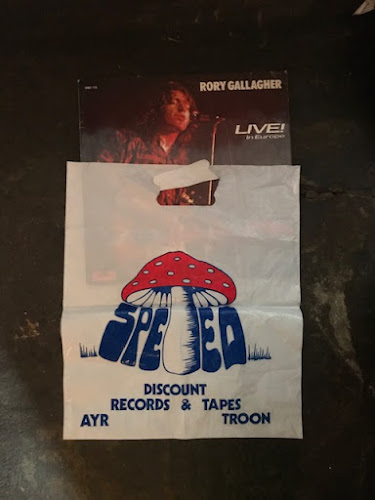 RORY GALLAGHER
LIVE!
In Europe
SPEED
DISCOUNT
RECORDS & TAPES
AYR TROON